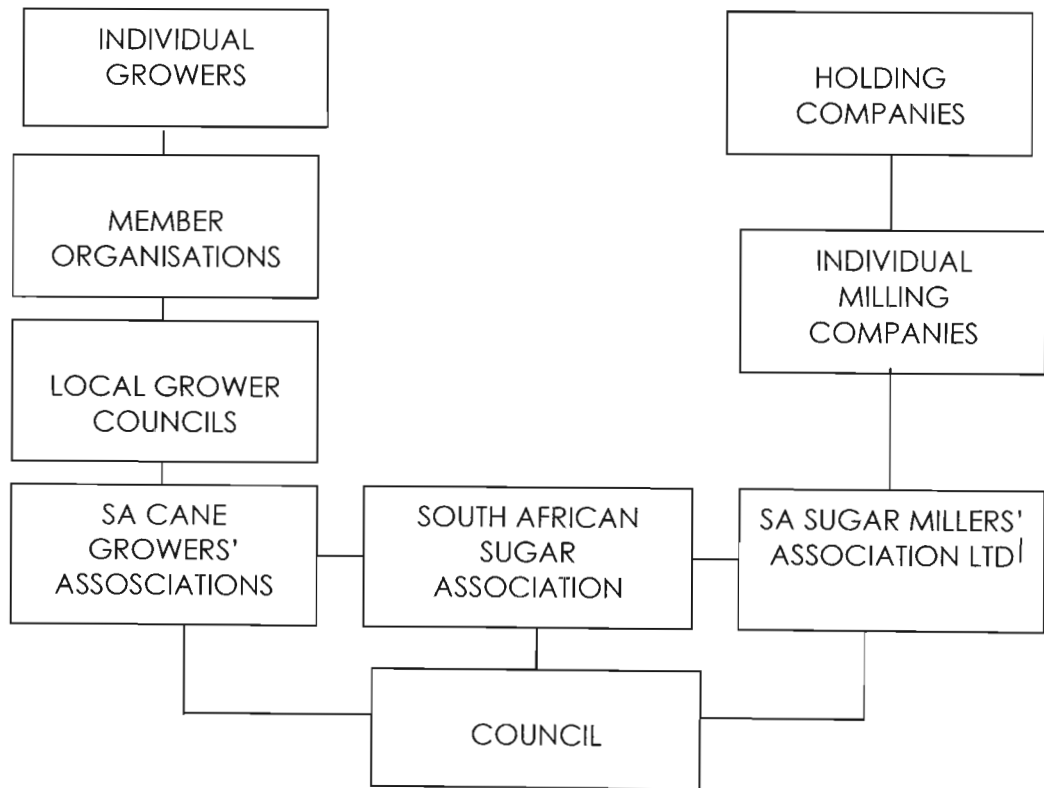 INDIVIDUAL
GROWERS
HOLDING
COMPANIES
MEMBER
ORGANISATIONS
INDIVIDUAL
MILLING
COMPANIES
LOCAL GROWER
COUNCILS
SA CANE
GROWERS'
ASSOSCIATIONS
SOUTH AFRICAN
SUGAR
ASSOCIATION
SA SUGAR MILLERS'
ASSOCIATION LTD
COUNCIL